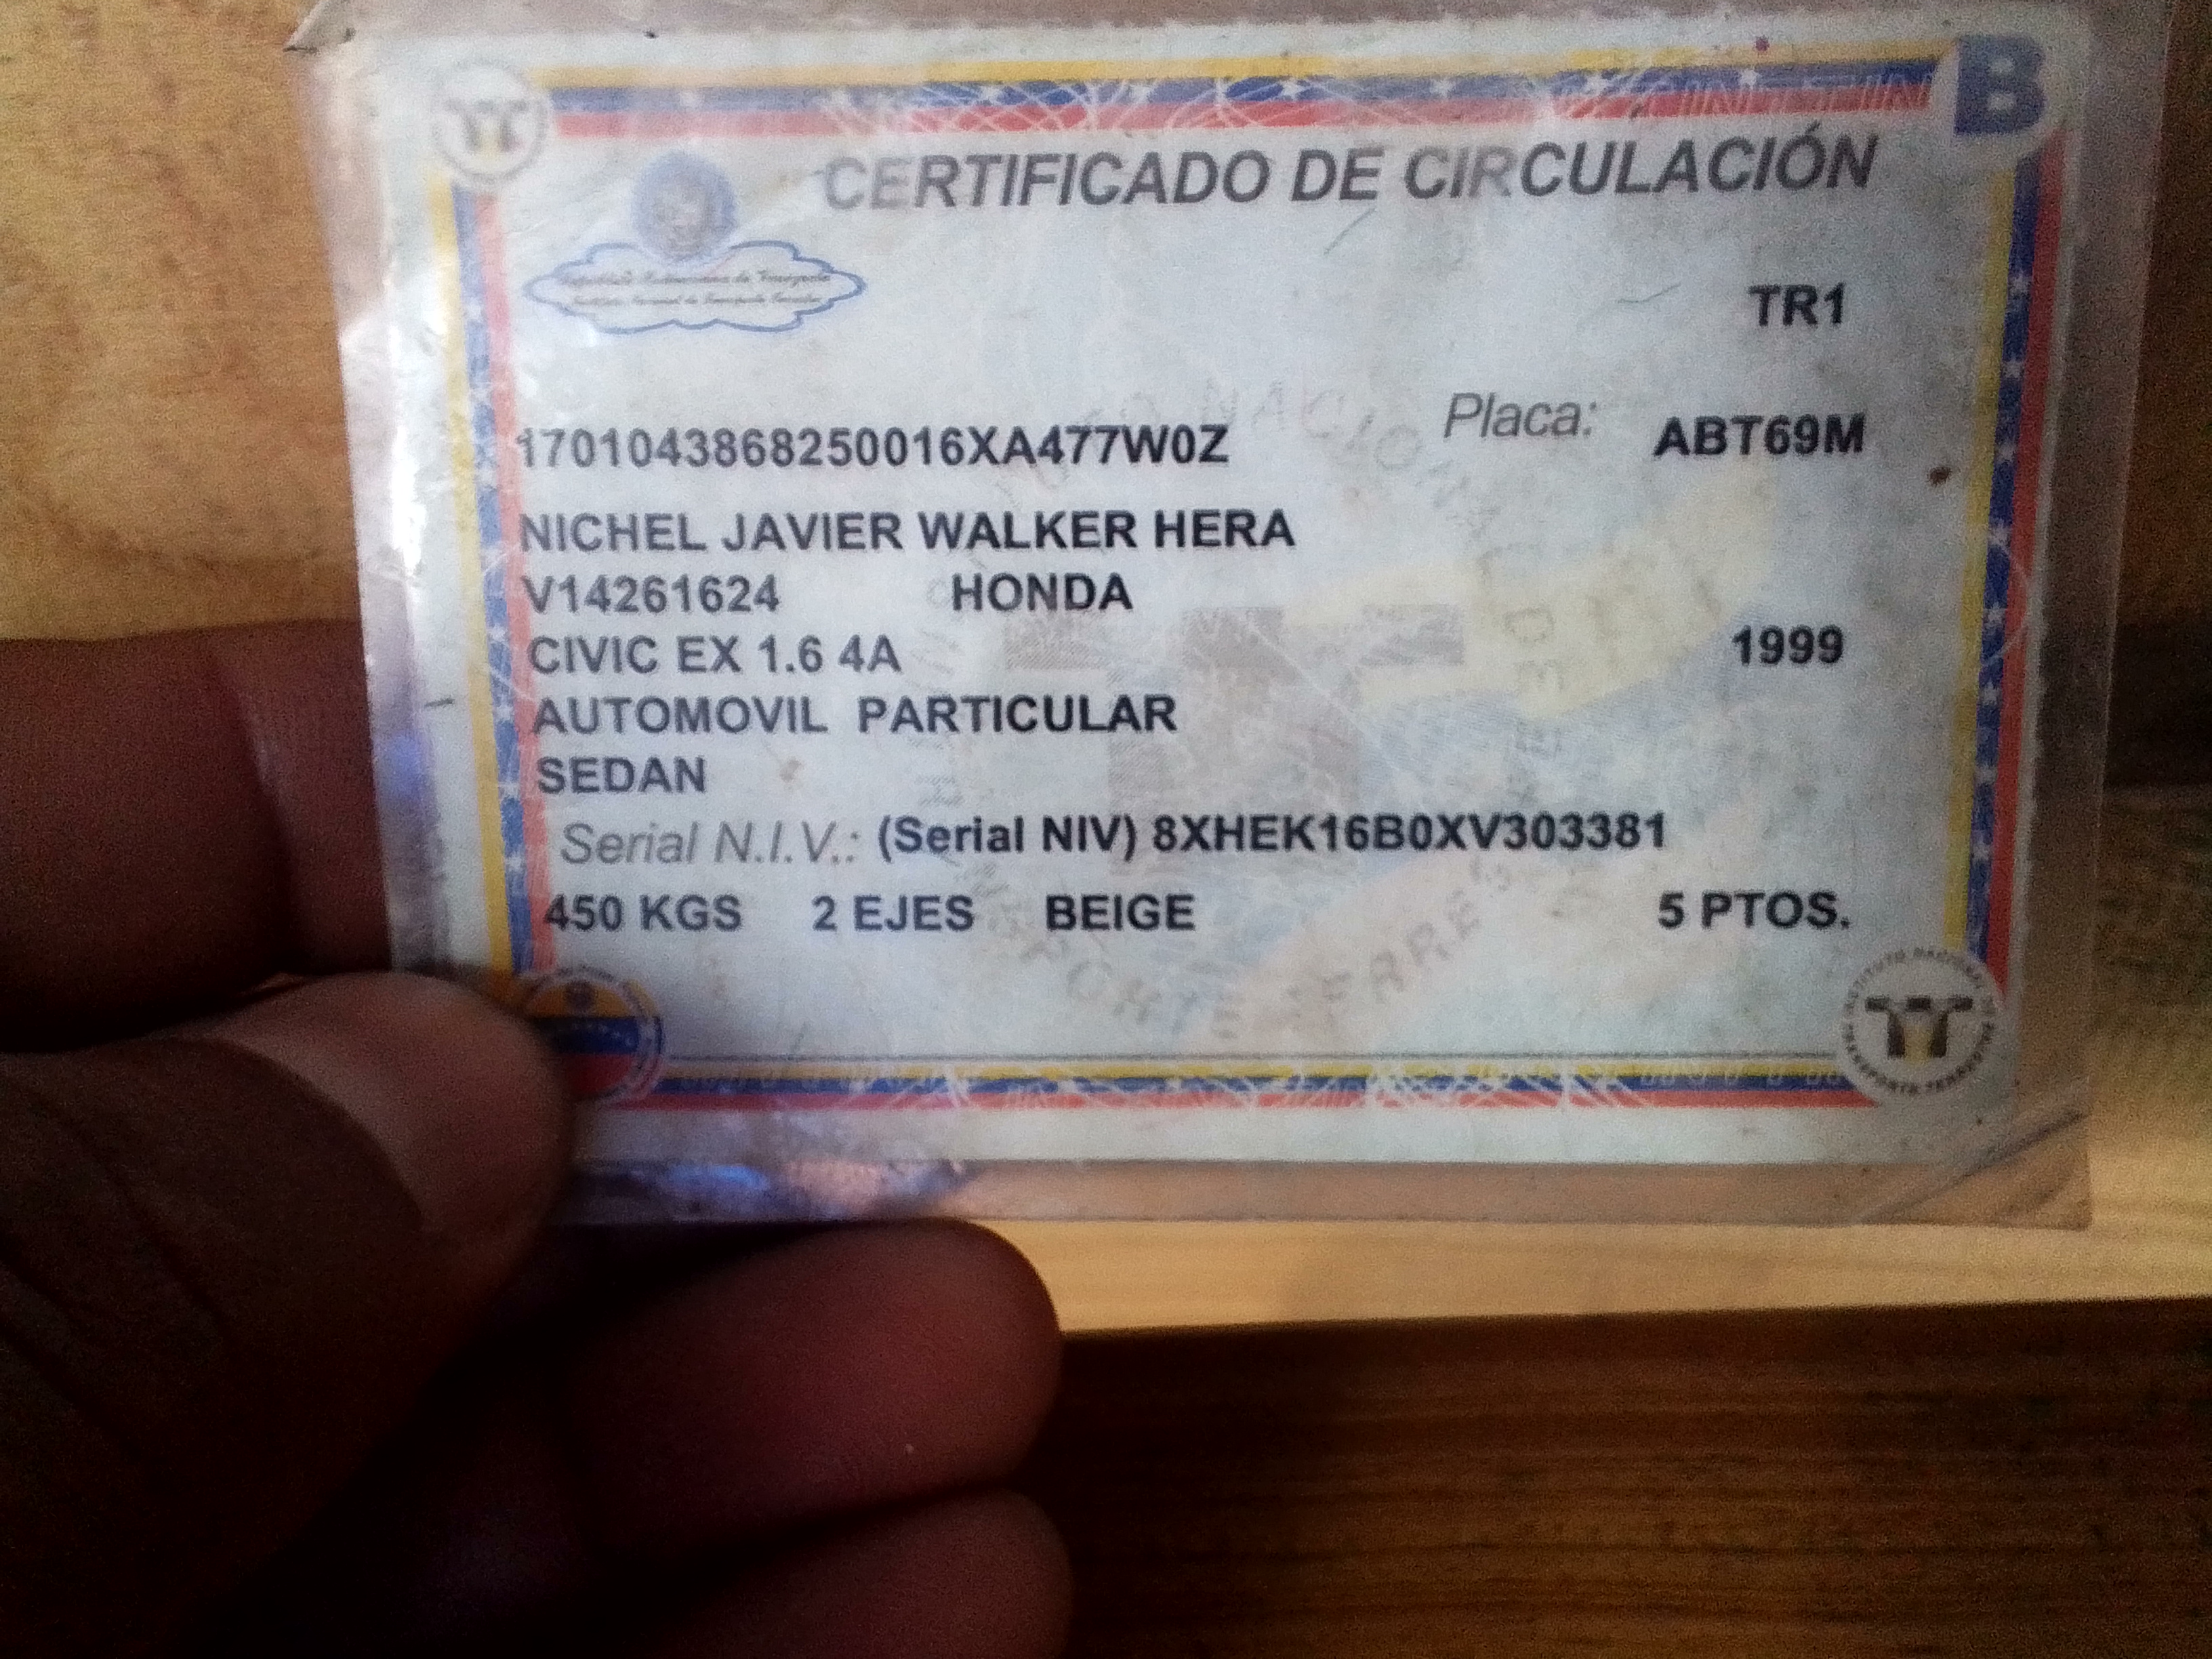 B
CERTIFICADO DE CIRCULACIÓN
TR1
1701043868250016XA477W0Z Placa: ABT69M
NICHEL JAVIER WALKER HERA
V14261624 HONDA
CIVIC EX 1.6 4A 1999
AUTOMOVIL PARTICULAR
SEDAN
Serial N.I.V.: (Serial NIV) 8XHEK16B0XV303381
450 KGS 2 EJES BEIGE 5 PTOS.